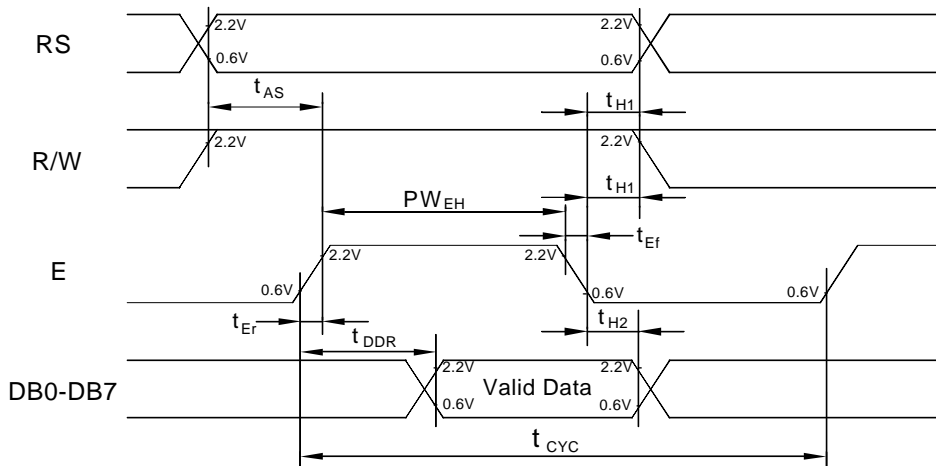 RS
2.2V
2.2V
0.6V
0.6V
tAS
tH1
R/W
2.2V
2.2V
tH1
PWEH
tEf
E
2.2V
2.2V
0.6V
0.6V
0.6V
tEr
tH2
tDDR
DB0-DB7
2.2V
Valid Data
2.2V
0.6V
0.6V
tCYC